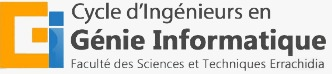 Cycle d'Ingénieurs en
Génie Informatique
Faculté des Sciences et Techniques Errachidia